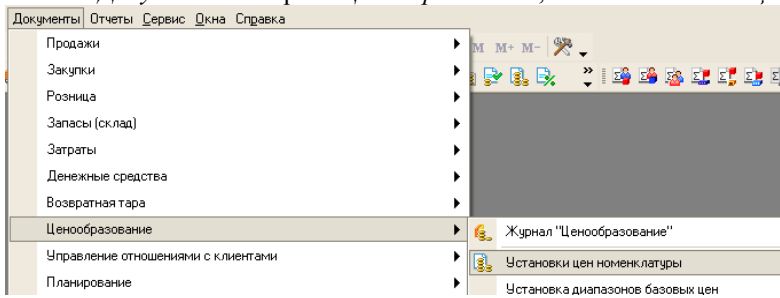 Документы Отчеты Сервис Окна Справка
Продажи
M M+ M-
Закупки
Розница
Запасы (склад)
Затраты
Денежные средства
Возвратная тара
Ценообразование
Журнал "Ценообразование"
Управление отношениями с клиентами
Установки цен номенклатуры
Планирование
Установка диапазонов базовых цен